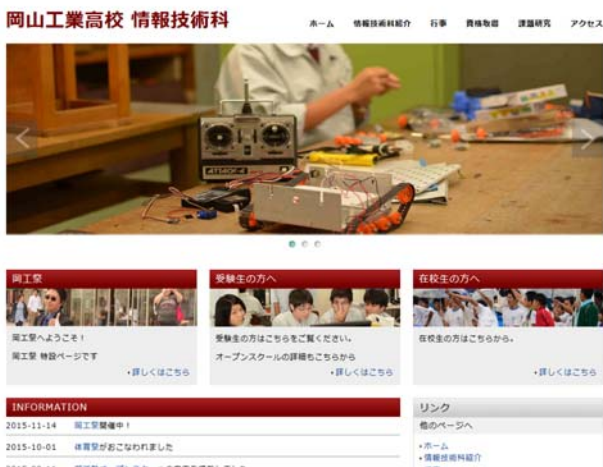 岡山工業高校 情報技術科
ホーム 情報技術科紹介 行事 資格取得 課題研究 アクセス
岡工祭
岡工祭へようこそ！
岡工祭 特設ページです
・詳しくはこちら
受験生の方へ
受験生の方はこちらをご覧ください。
オープンスクールの詳細もこちらから
・詳しくはこちら
在校生の方へ
在校生の方はこちらから。
・詳しくはこちら
INFORMATION
2015-11-14 岡工祭開催中！
2015-10-01 体育祭がおこなわれました
リンク
他のページへ
・ホーム
・情報技術科紹介